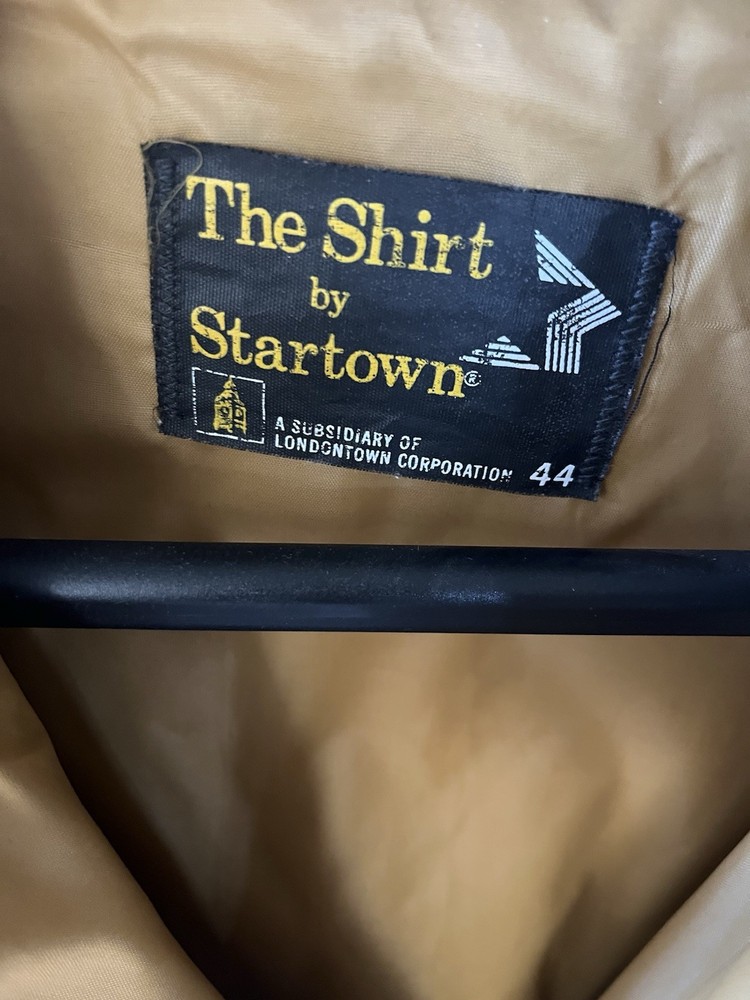 The Shirt
by
Startown®
A SUBSIDIARY OF
LONDONTOWN CORPORATION 44